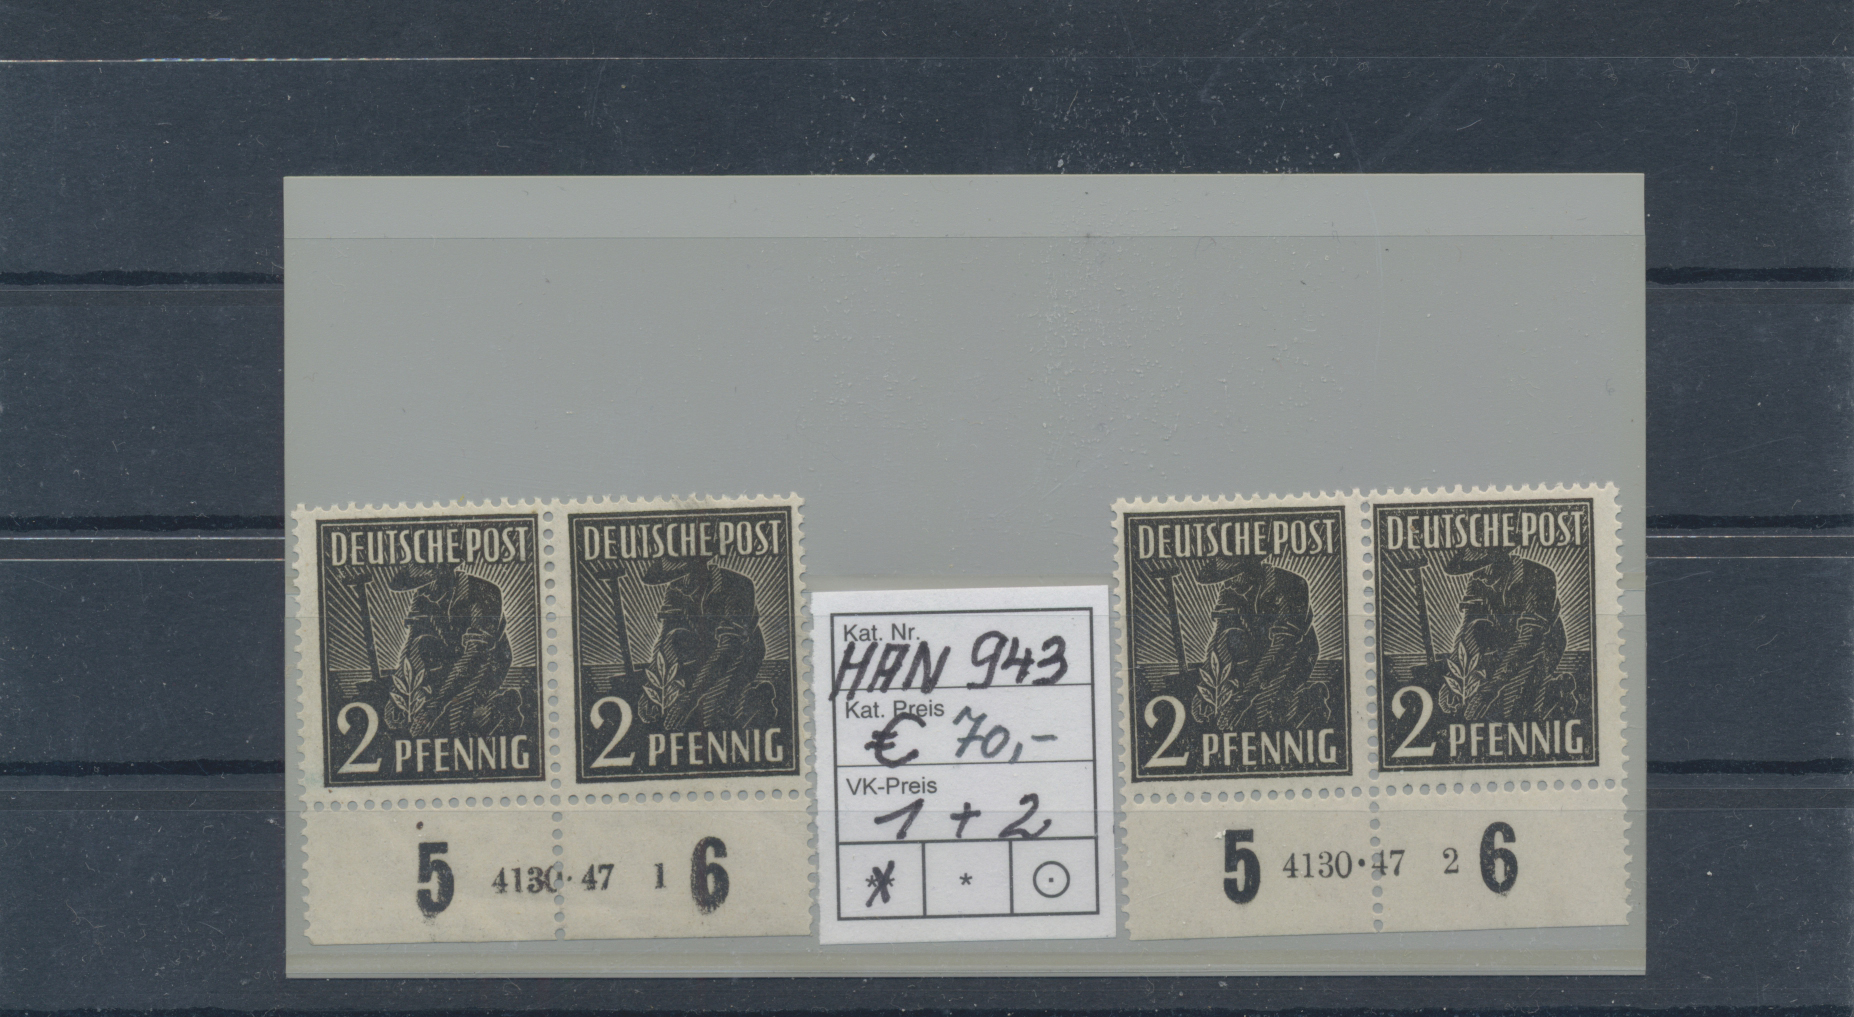 DEUTSCHE POST
2 PFENNIG
DEUTSCHE POST
2 PFENNIG
5 4130·47 1 6
Kat. Nr.
HAN 943
Kat. Preis
€ 70,-
VK-Preis
1 + 2
** * ⊙
DEUTSCHE POST
2 PFENNIG
DEUTSCHE POST
2 PFENNIG
5 4130·47 2 6